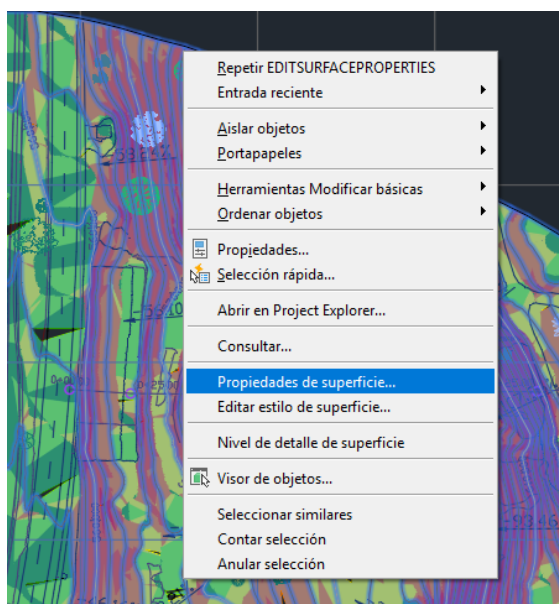 Repetir EDITSURFACEPROPERTIES
Entrada reciente
Aislar objetos
Portapapeles
Herramientas Modificar básicas
Ordenar objetos
Propiedades...
Selección rápida...
Abrir en Project Explorer...
Consultar...
Propiedades de superficie...
Editar estilo de superficie...
Nivel de detalle de superficie
Visor de objetos...
Seleccionar similares
Contar selección
Anular selección